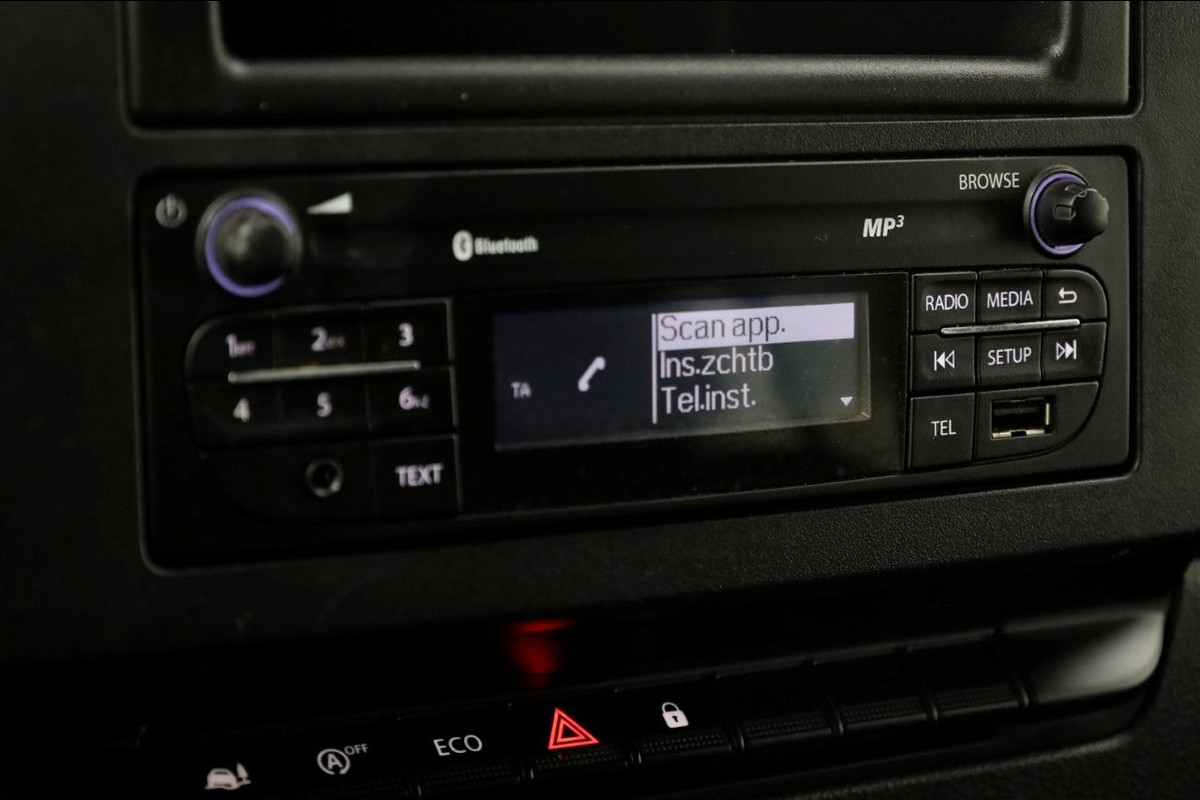 BROWSE
Bluetooth
MP³
1
2
3
4
5
6
TEXT
TA
Scan app.
Ins.zchtb
Tel.inst.
RADIO
MEDIA
SETUP
TEL
A OFF
ECO